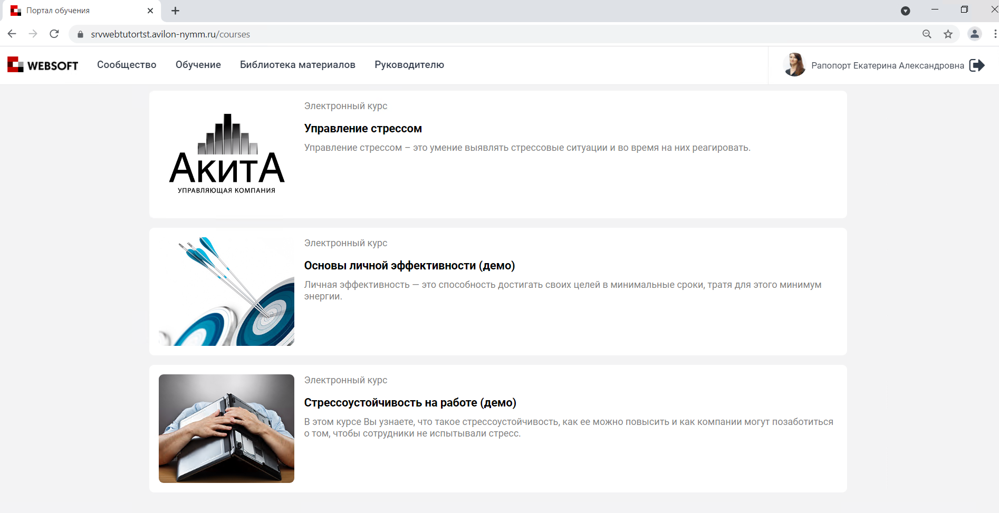 Портал обучения
srvwebtutortst.avilon-nymm.ru/courses
WEBSOFT Сообщество Обучение Библиотека материалов Руководителю Рапопорт Екатерина Александровна
АкитА
УПРАВЛЯЮЩАЯ КОМПАНИЯ
Электронный курс
Управление стрессом
Управление стрессом – это умение выявлять стрессовые ситуации и во время на них реагировать.
Электронный курс
Основы личной эффективности (демо)
Личная эффективность — это способность достигать своих целей в минимальные сроки, тратя для этого минимум
энергии.
Электронный курс
Стрессоустойчивость на работе (демо)
В этом курсе Вы узнаете, что такое стрессоустойчивость, как ее можно повысить и как компании могут позаботиться
о том, чтобы сотрудники не испытывали стресс.